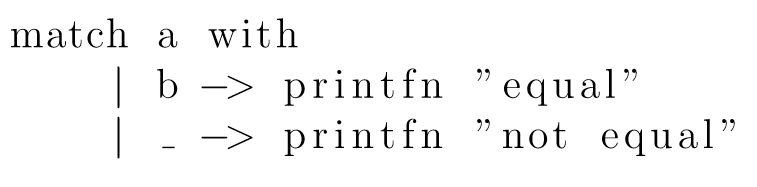 match a with
| b -> printfn ”equal”
| _ -> printfn ”not equal”